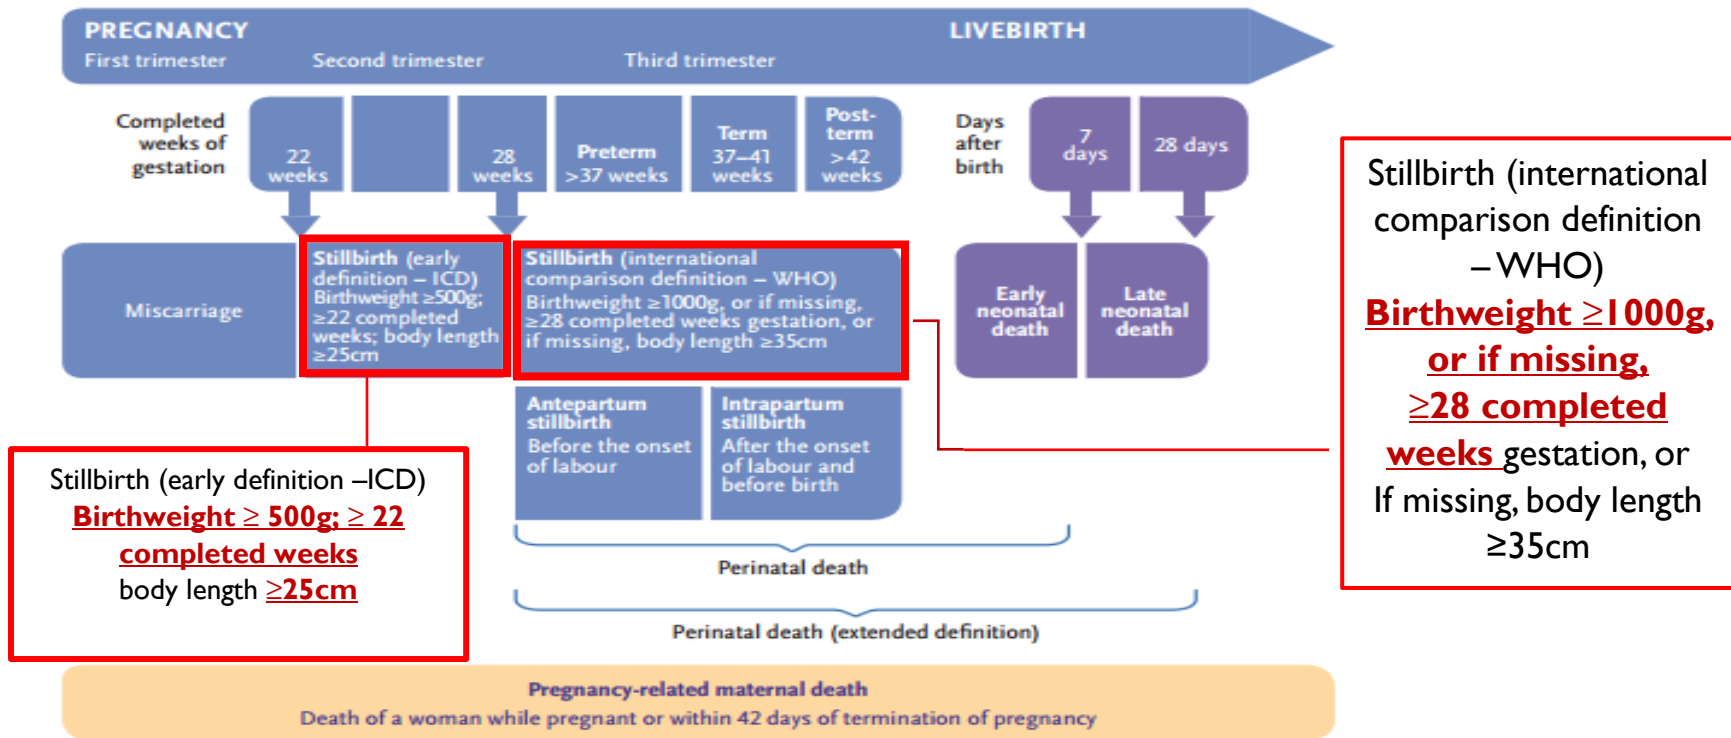 PREGNANCY
LIVEBIRTH
First trimester
Second trimester
Third trimester
Completed
weeks of
gestation
22
weeks
28
weeks
Preterm
>37 weeks
Term
37–41
weeks
Post-
term
>42
weeks
Days
after
birth
7
days
28 days
Miscarriage
Stillbirth (early
definition – ICD)
Birthweight ≥500g;
≥22 completed
weeks; body length
≥25cm
Stillbirth (international
comparison definition – WHO)
Birthweight ≥1000g, or if missing,
≥28 completed weeks gestation, or
if missing, body length ≥35cm
Early
neonatal
death
Late
neonatal
death
Antepartum
stillbirth
Before the onset
of labour
Intrapartum
stillbirth
After the onset
of labour and
before birth
Perinatal death
Perinatal death (extended definition)
Pregnancy-related maternal death
Death of a woman while pregnant or within 42 days of termination of pregnancy
Stillbirth (early definition –ICD)
Birthweight ≥ 500g; ≥ 22
completed weeks
body length ≥25cm
Stillbirth (international
comparison definition
– WHO)
Birthweight ≥1000g,
or if missing,
≥28 completed
weeks gestation, or
If missing, body length
≥35cm